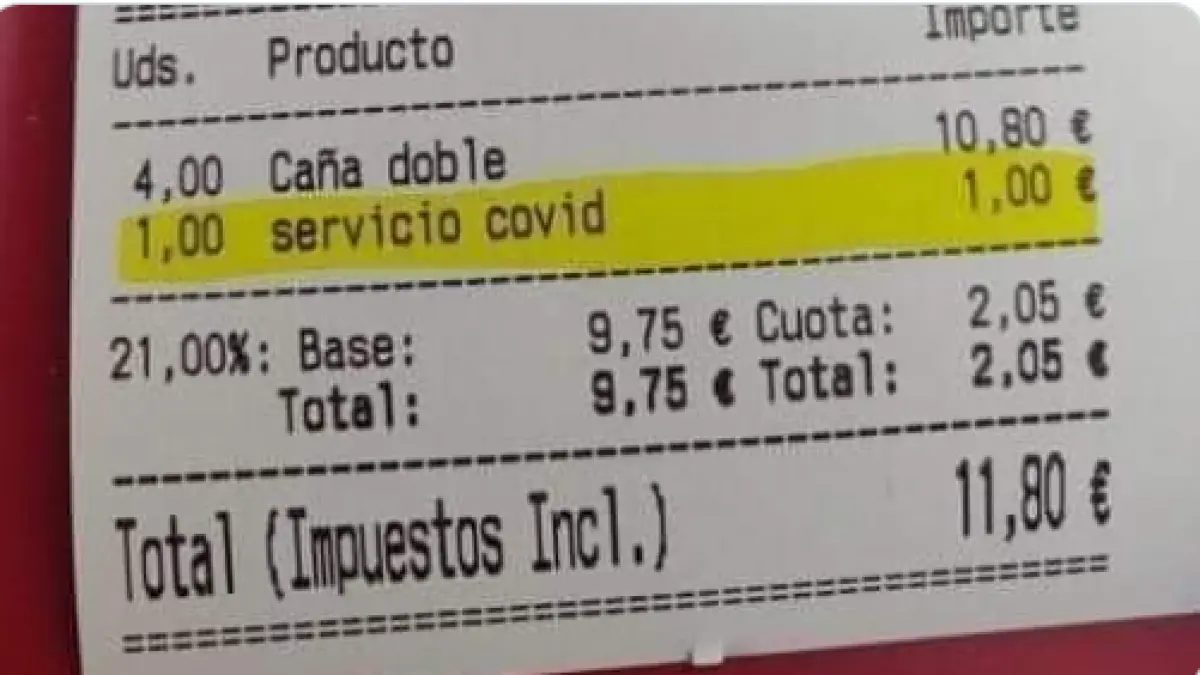 Uds. Producto Importe
4,00 Caña doble 10,80 €
1,00 servicio covid 1,00 €
21,00%: Base: 9,75 € Cuota: 2,05 €
Total: 9,75 € Total: 2,05 €
Total (Impuestos Incl.) 11,80 €